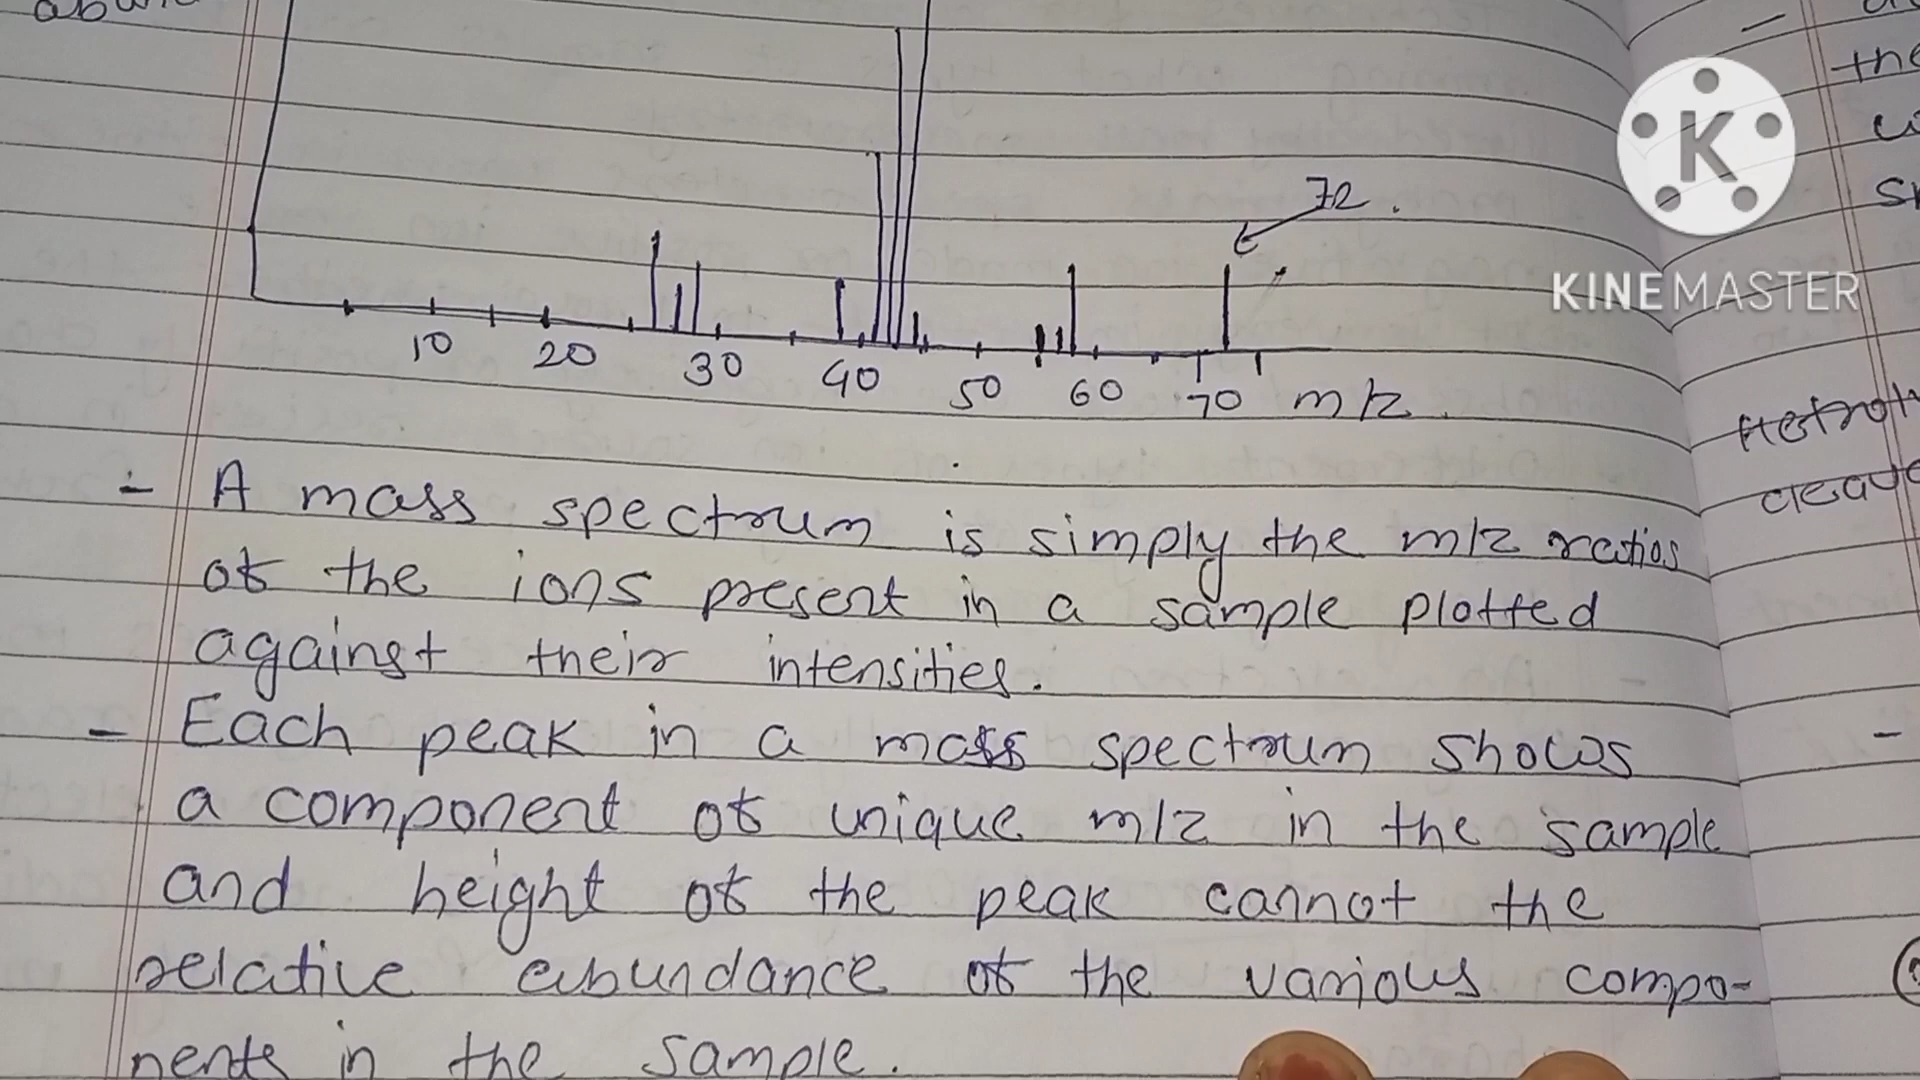 72.
K
KINEMASTER
10 20 30 40 50 60 70 m/z.
- A mass spectrum is simply the m/z ratios
of the ions present in a sample plotted
against their intensities.
- Each peak in a mass spectrum shows
a component of unique m/z in the sample
and height of the peak cannot the
relative abundance of the various compo-
nents in the sample.
the